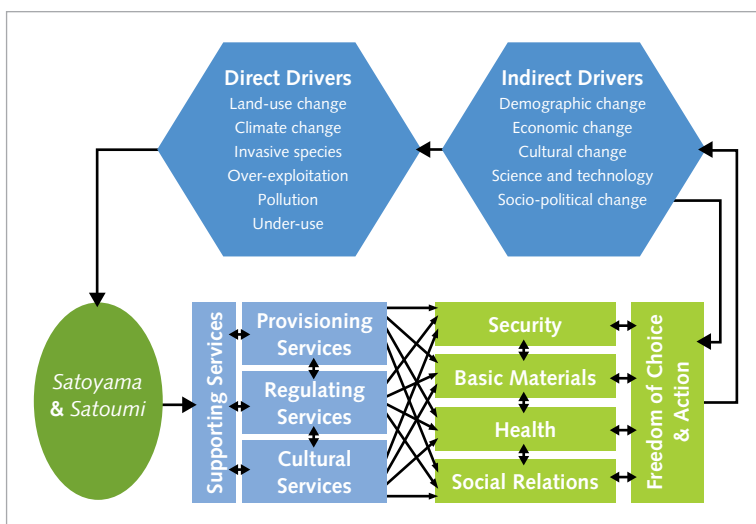 Direct Drivers
Land-use change
Climate change
Invasive species
Over-exploitation
Pollution
Under-use
Indirect Drivers
Demographic change
Economic change
Cultural change
Science and technology
Socio-political change
Satoyama
& Satoumi
Supporting Services
Provisioning
Services
Regulating
Services
Cultural
Services
Security
Basic Materials
Health
Social Relations
Freedom of Choice
& Action